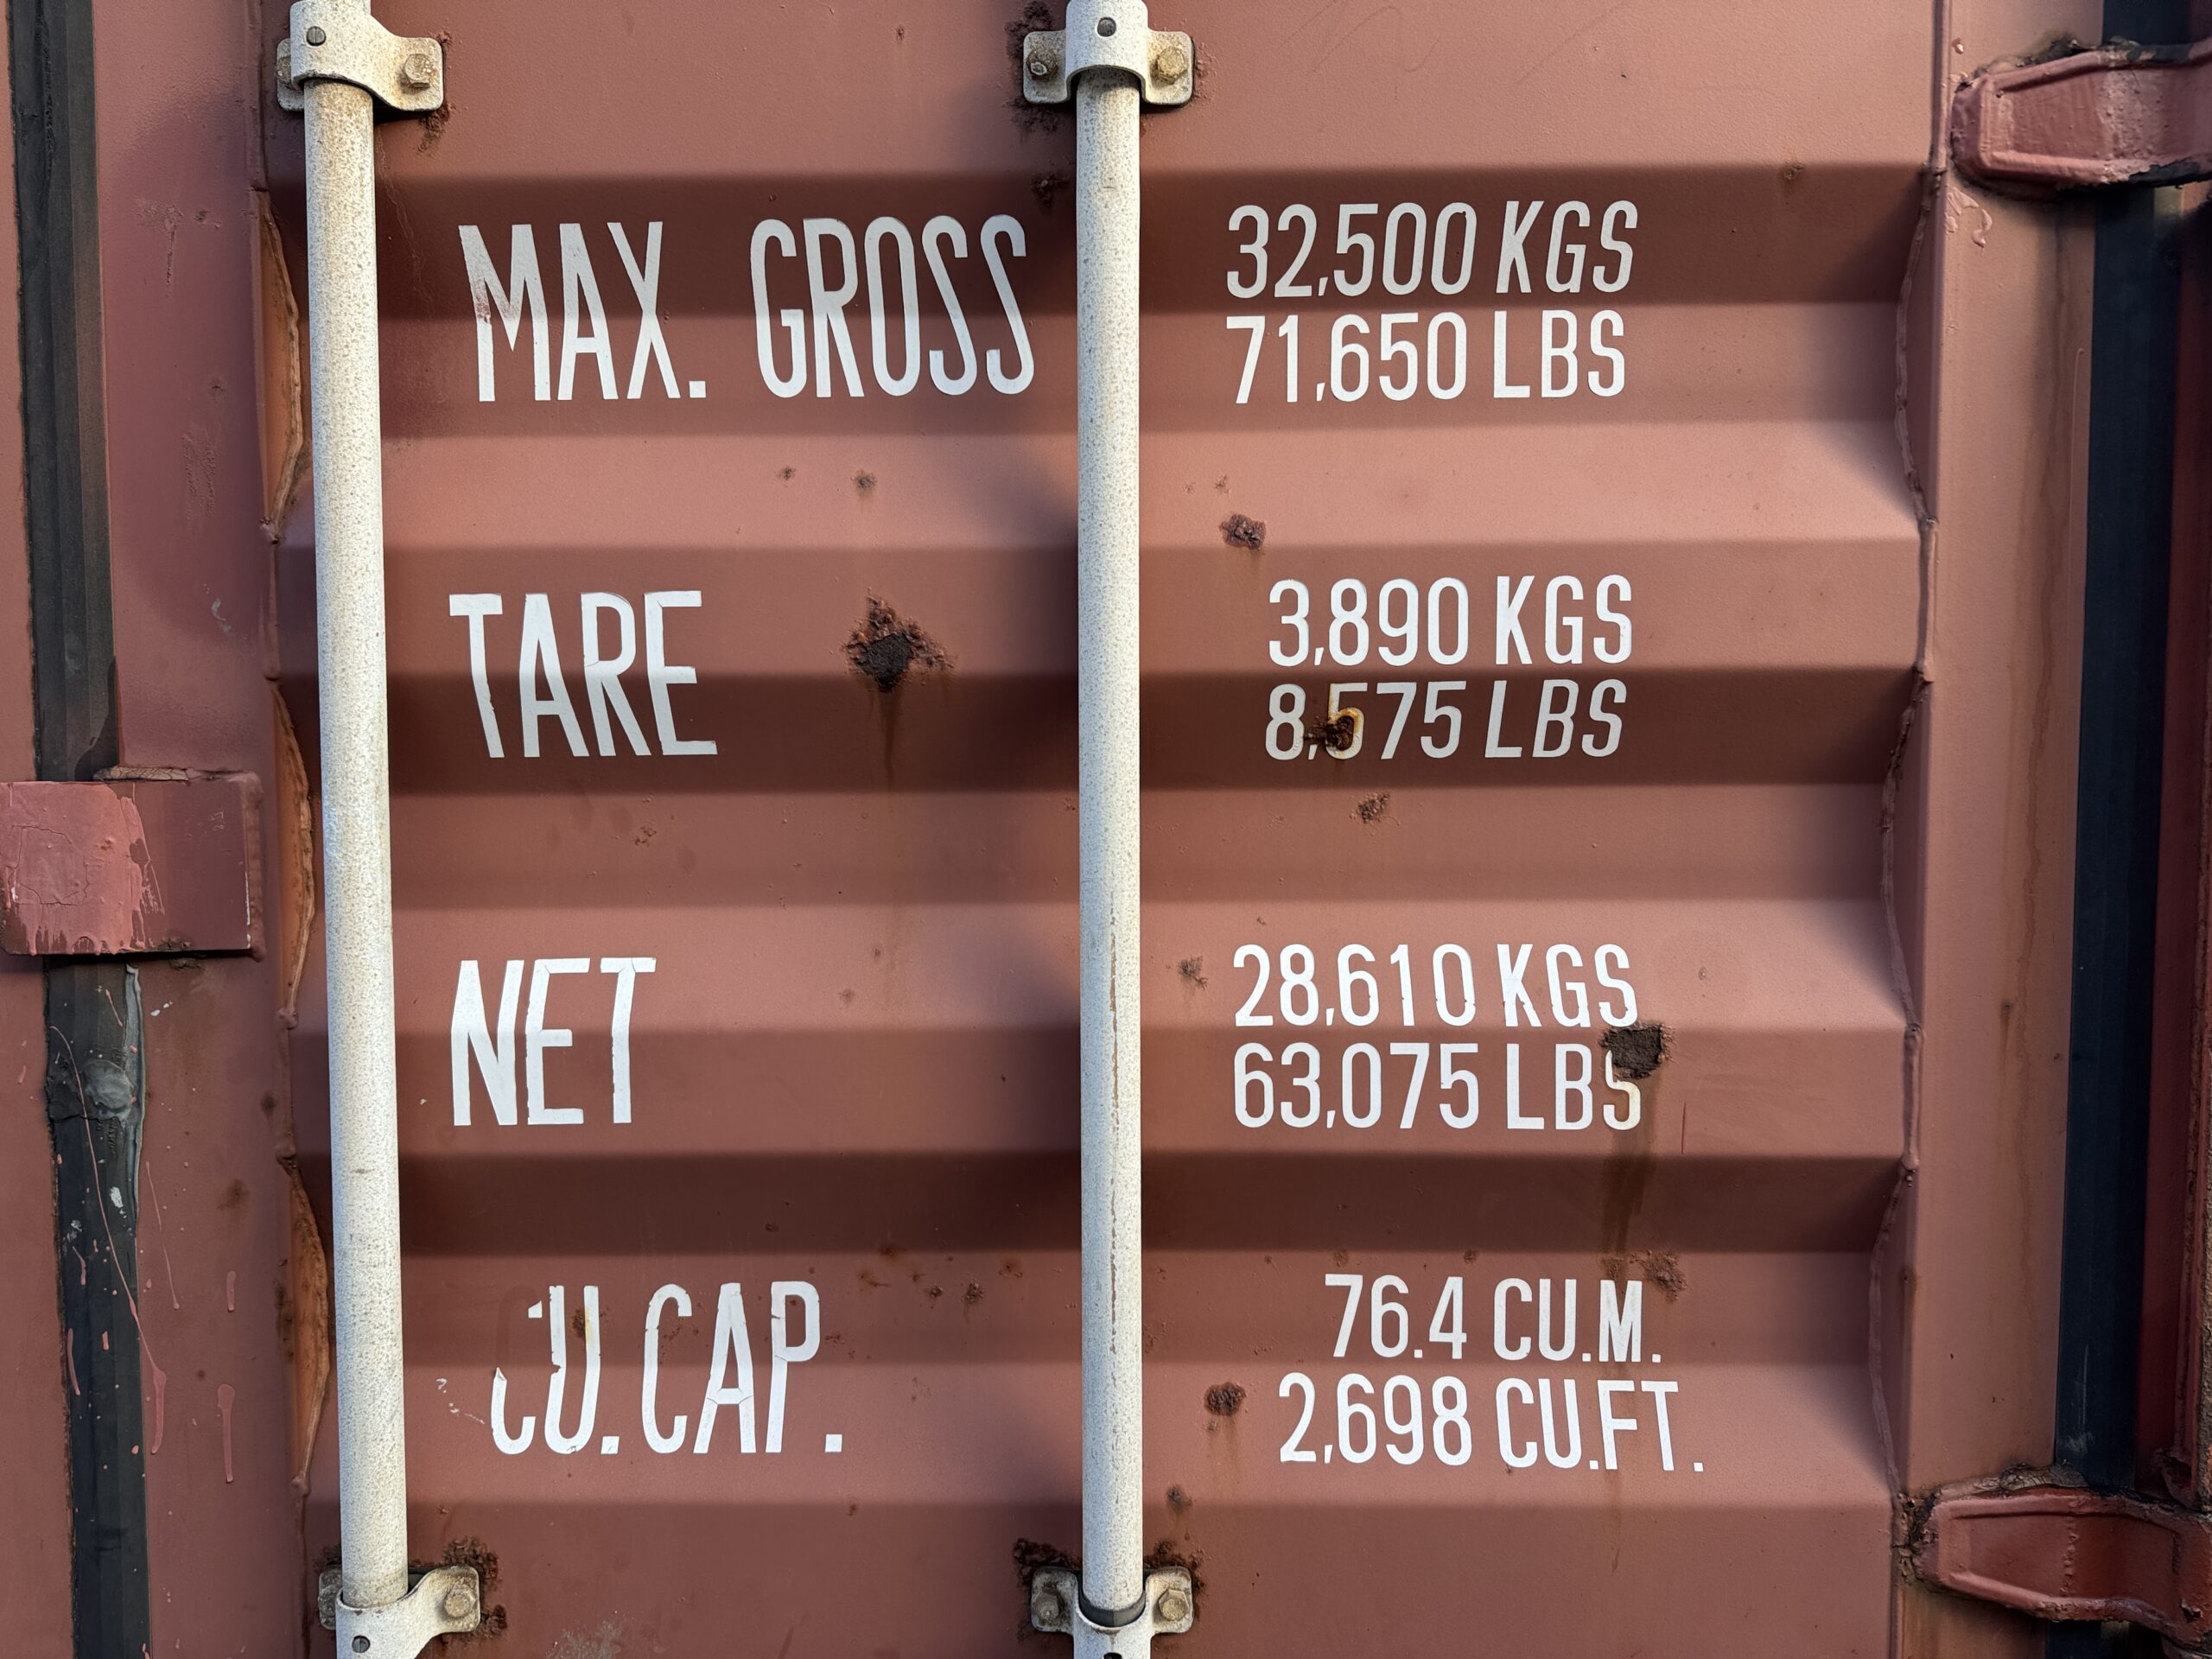 MAX. GROSS 32,500 KGS
71,650 LBS
TARE 3,890 KGS
8,575 LBS
NET 28,610 KGS
63,075 LBS
CU.CAP. 76.4 CU.M.
2,698 CU.FT.